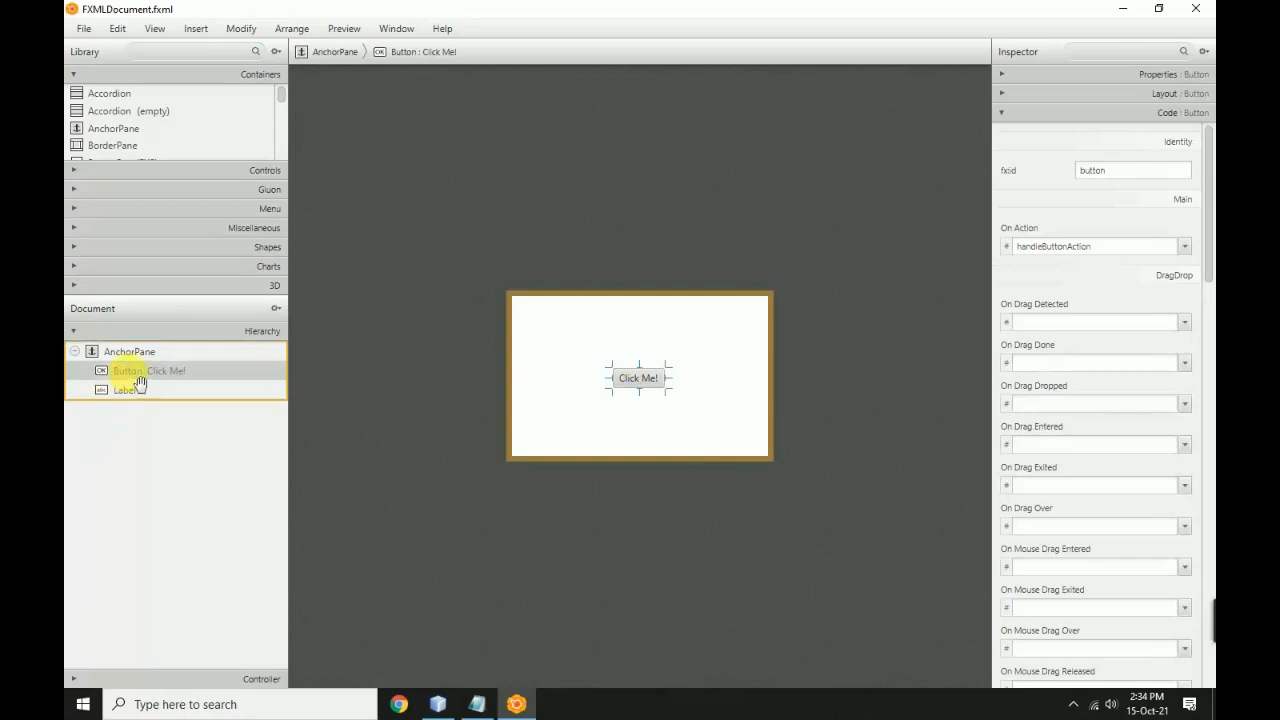 FXMLDocument.fxml
File Edit View Insert Modify Arrange Preview Window Help
Library
AnchorPane
Button : Click Me!
Inspector
Containers
Accordion
Accordion (empty)
AnchorPane
BorderPane
Controls
Gluon
Menu
Miscellaneous
Shapes
Charts
3D
Document
Hierarchy
AnchorPane
Button Click Me!
Label
Controller
Click Me!
Properties : Button
Layout : Button
Code : Button
Identity
fx:id
button
Main
On Action
# handleButtonAction
DragDrop
On Drag Detected
#
On Drag Done
#
On Drag Dropped
#
On Drag Entered
#
On Drag Exited
#
On Drag Over
#
On Mouse Drag Entered
#
On Mouse Drag Exited
#
On Mouse Drag Over
#
On Mouse Drag Released
Type here to search
2:34 PM
15-Oct-21